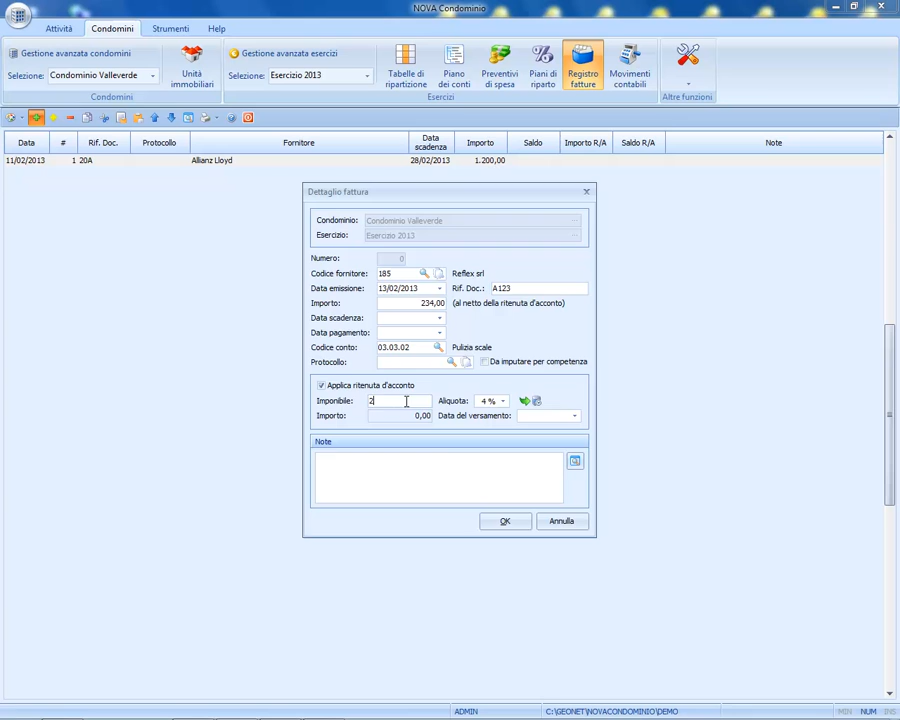 NOVA Condominio
Attività Condomini Strumenti Help
Gestione avanzata condomini
Selezione: Condominio Valleverde
Unità immobiliari
Condomini
Gestione avanzata esercizi
Selezione: Esercizio 2013
Tabelle di ripartizione
Piano dei conti
Preventivi di spesa
Piani di riparto
Registro fatture
Movimenti contabili
Esercizi
Altre funzioni
Data # Rif. Doc. Protocollo Fornitore Data scadenza Importo Saldo Importo R/A Saldo R/A Note
11/02/2013 1 20A Allianz Lloyd 28/02/2013 1.200,00
Dettaglio fattura
Condominio: Condominio Valleverde
Esercizio: Esercizio 2013
Numero: 0
Codice fornitore: 185 Reflex srl
Data emissione: 13/02/2013 Rif. Doc.: A123
Importo: 234,00 (al netto della ritenuta d'acconto)
Data scadenza:
Data pagamento:
Codice conto: 03.03.02 Pulizia scale
Protocollo: Da imputare per competenza
Applica ritenuta d'acconto
Imponibile: 2 Aliquota: 4 %
Importo: 0,00 Data del versamento:
Note
OK Annulla
ADMIN C:\GEONET\NOVACONDOMINIO\DEMO MIN NUM INS